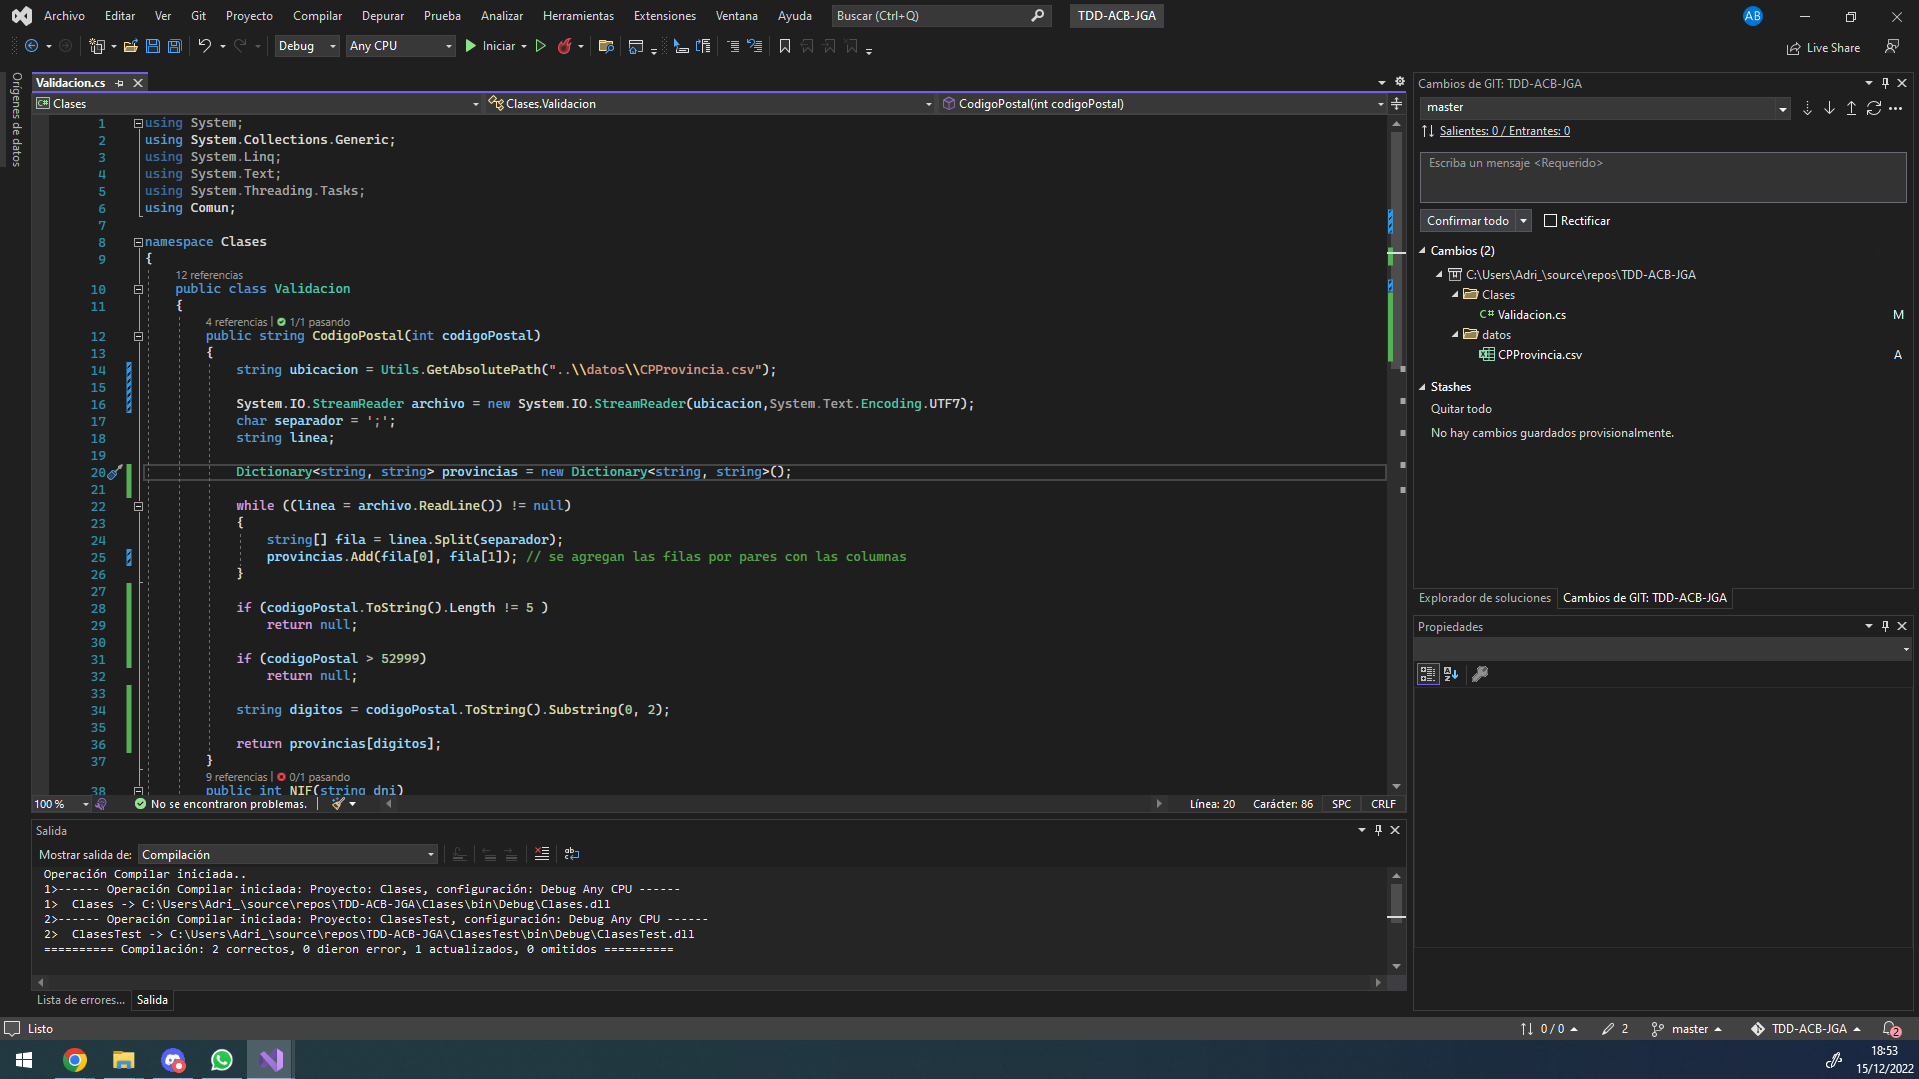 Archivo Editar Ver Git Proyecto Compilar Depurar Prueba Analizar Herramientas Extensiones Ventana Ayuda Buscar (Ctrl+Q) TDD-ACB-JGA AB
Debug Any CPU Iniciar Live Share
Orígenes de datos
Validacion.cs
Clases Clases.Validacion CodigoPostal(int codigoPostal)
1 using System;
2 using System.Collections.Generic;
3 using System.Linq;
4 using System.Text;
5 using System.Threading.Tasks;
6 using Comun;
7
8 namespace Clases
9 {
12 referencias
10 public class Validacion
11 {
4 referencias | 1/1 pasando
12 public string CodigoPostal(int codigoPostal)
13 {
14 string ubicacion = Utils.GetAbsolutePath("..\\datos\\CPProvincia.csv");
15
16 System.IO.StreamReader archivo = new System.IO.StreamReader(ubicacion,System.Text.Encoding.UTF7);
17 char separador = ';';
18 string linea;
19
20 Dictionary<string, string> provincias = new Dictionary<string, string>();
21
22 while ((linea = archivo.ReadLine()) != null)
23 {
24 string[] fila = linea.Split(separador);
25 provincias.Add(fila[0], fila[1]); // se agregan las filas por pares con las columnas
26 }
27
28 if (codigoPostal.ToString().Length != 5 )
29 return null;
30
31 if (codigoPostal > 52999)
32 return null;
33
34 string digitos = codigoPostal.ToString().Substring(0, 2);
35
36 return provincias[digitos];
37 }
9 referencias | 0/1 pasando
38 public int NIF(string dni)
100 % No se encontraron problemas. Línea: 20 Carácter: 86 SPC CRLF
Salida
Mostrar salida de: Compilación
Operación Compilar iniciada..
1>------ Operación Compilar iniciada: Proyecto: Clases, configuración: Debug Any CPU ------
1>  Clases -> C:\Users\Adri_\source\repos\TDD-ACB-JGA\Clases\bin\Debug\Clases.dll
2>------ Operación Compilar iniciada: Proyecto: ClasesTest, configuración: Debug Any CPU ------
2>  ClasesTest -> C:\Users\Adri_\source\repos\TDD-ACB-JGA\ClasesTest\bin\Debug\ClasesTest.dll
========== Compilación: 2 correctos, 0 dieron error, 1 actualizados, 0 omitidos ==========
Lista de errores... Salida
Cambios de GIT: TDD-ACB-JGA
master
Salientes: 0 / Entrantes: 0
Escriba un mensaje <Requerido>
Confirmar todo Rectificar
Cambios (2)
C:\Users\Adri_\source\repos\TDD-ACB-JGA
Clases
C# Validacion.cs M
datos
CPProvincia.csv A
Stashes
Quitar todo
No hay cambios guardados provisionalmente.
Explorador de soluciones Cambios de GIT: TDD-ACB-JGA
Propiedades
Listo 0 / 0 2 master TDD-ACB-JGA 2
18:53
15/12/2022